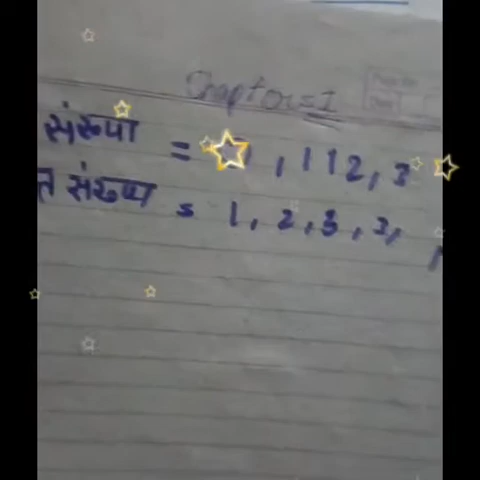 Chapter=1
संख्या = , 1 1 2, 3
त संख्या = 1, 2, 3, 3,